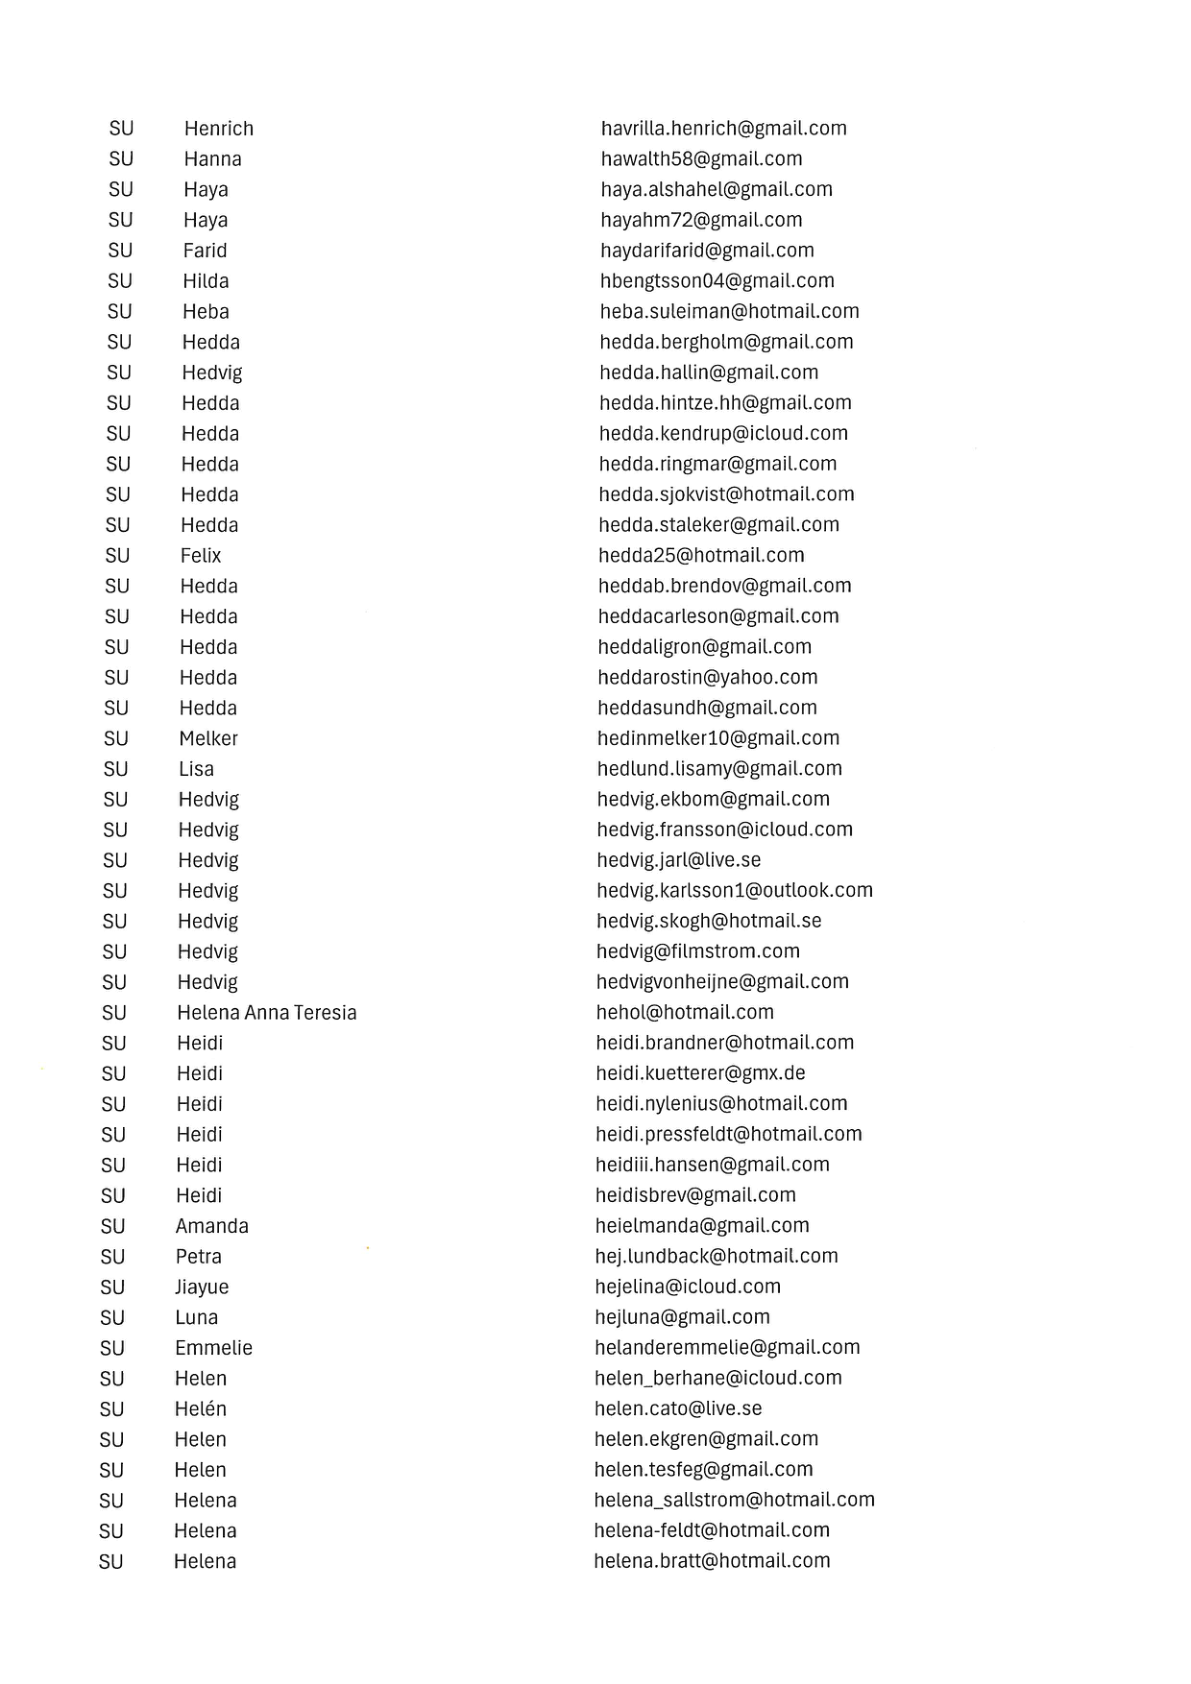 SU Henrich havrilla.henrich@gmail.com
SU Hanna hawalth58@gmail.com
SU Haya haya.alshahel@gmail.com
SU Haya hayahm72@gmail.com
SU Farid haydarifarid@gmail.com
SU Hilda hbengtsson04@gmail.com
SU Heba heba.suleiman@hotmail.com
SU Hedda hedda.bergholm@gmail.com
SU Hedvig hedda.hallin@gmail.com
SU Hedda hedda.hintze.hh@gmail.com
SU Hedda hedda.kendrup@icloud.com
SU Hedda hedda.ringmar@gmail.com
SU Hedda hedda.sjokvist@hotmail.com
SU Hedda hedda.staleker@gmail.com
SU Felix hedda25@hotmail.com
SU Hedda heddab.brendov@gmail.com
SU Hedda heddacarleson@gmail.com
SU Hedda heddaligron@gmail.com
SU Hedda heddarostin@yahoo.com
SU Hedda heddasundh@gmail.com
SU Melker hedinmelker10@gmail.com
SU Lisa hedlund.lisamy@gmail.com
SU Hedvig hedvig.ekbom@gmail.com
SU Hedvig hedvig.fransson@icloud.com
SU Hedvig hedvig.jarl@live.se
SU Hedvig hedvig.karlsson1@outlook.com
SU Hedvig hedvig.skogh@hotmail.se
SU Hedvig hedvig@filmstrom.com
SU Hedvig hedvigvonheijne@gmail.com
SU Helena Anna Teresia hehol@hotmail.com
SU Heidi heidi.brandner@hotmail.com
SU Heidi heidi.kuetterer@gmx.de
SU Heidi heidi.nylenius@hotmail.com
SU Heidi heidi.pressfeldt@hotmail.com
SU Heidi heidiii.hansen@gmail.com
SU Heidi heidisbrev@gmail.com
SU Amanda heielmanda@gmail.com
SU Petra hej.lundback@hotmail.com
SU Jiayue hejelina@icloud.com
SU Luna hejluna@gmail.com
SU Emmelie helanderemmelie@gmail.com
SU Helen helen_berhane@icloud.com
SU Helén helen.cato@live.se
SU Helen helen.ekgren@gmail.com
SU Helen helen.tesfeg@gmail.com
SU Helena helena_sallstrom@hotmail.com
SU Helena helena-feldt@hotmail.com
SU Helena helena.bratt@hotmail.com